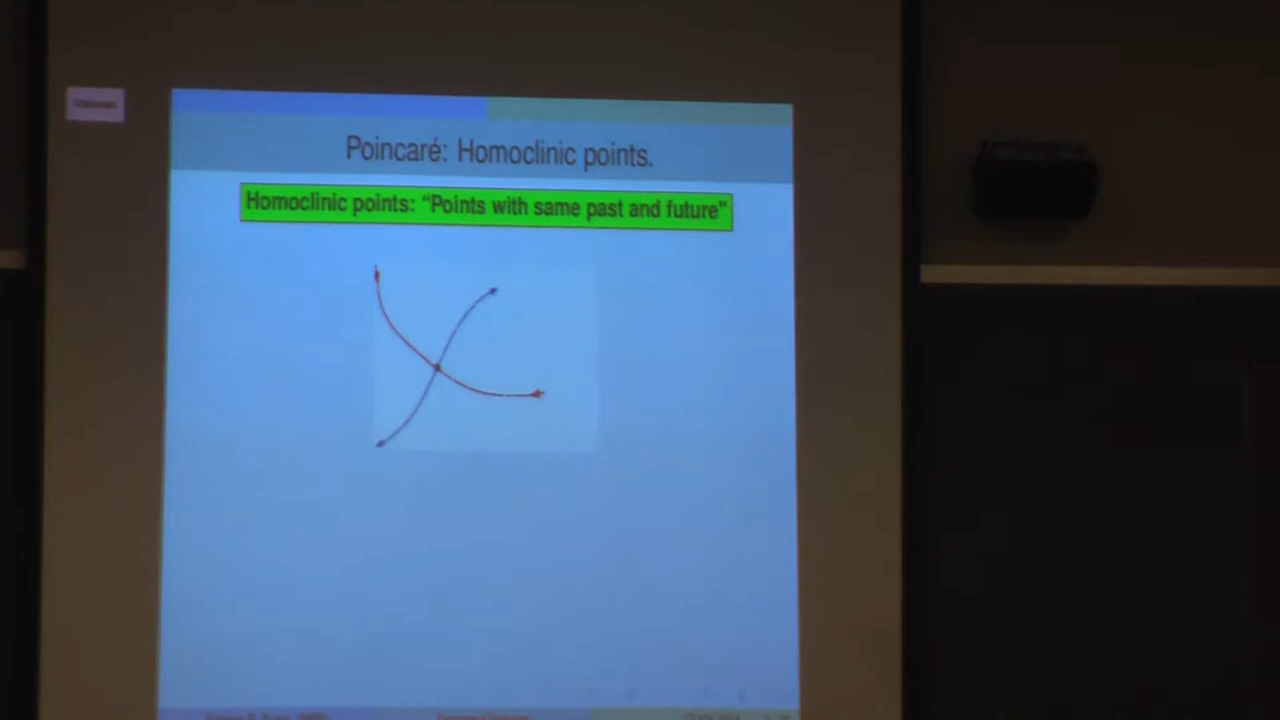 Poincaré: Homoclinic points.
Homoclinic points: “Points with same past and future”